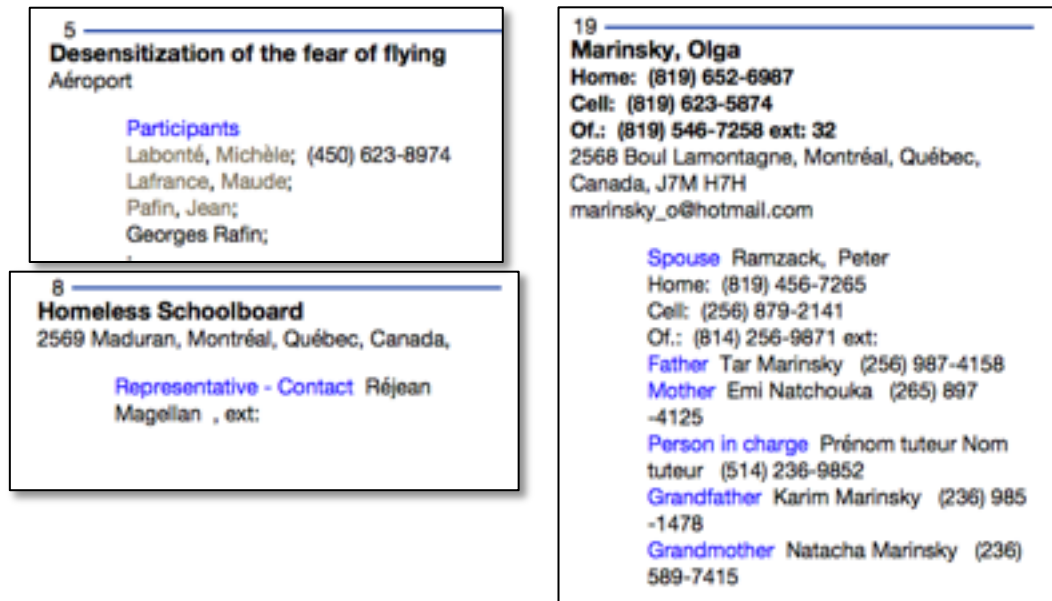 5
Desensitization of the fear of flying
Aéroport
Participants
Labonté, Michèle; (450) 623-8974
Lafrance, Maude;
Pafin, Jean;
Georges Rafin;
8
Homeless Schoolboard
2569 Maduran, Montréal, Québec, Canada,
Representative - Contact Réjean
Magellan , ext:
19
Marinsky, Olga
Home: (819) 652-6987
Cell: (819) 623-5874
Of.: (819) 546-7258 ext: 32
2568 Boul Lamontagne, Montréal, Québec,
Canada, J7M H7H
marinsky_o@hotmail.com
Spouse Ramzack, Peter
Home: (819) 456-7265
Cell: (256) 879-2141
Of.: (814) 256-9871 ext:
Father Tar Marinsky (256) 987-4158
Mother Emi Natchouka (265) 897
-4125
Person in charge Prénom tuteur Nom
tuteur (514) 236-9852
Grandfather Karim Marinsky (236) 985
-1478
Grandmother Natacha Marinsky (236)
589-7415